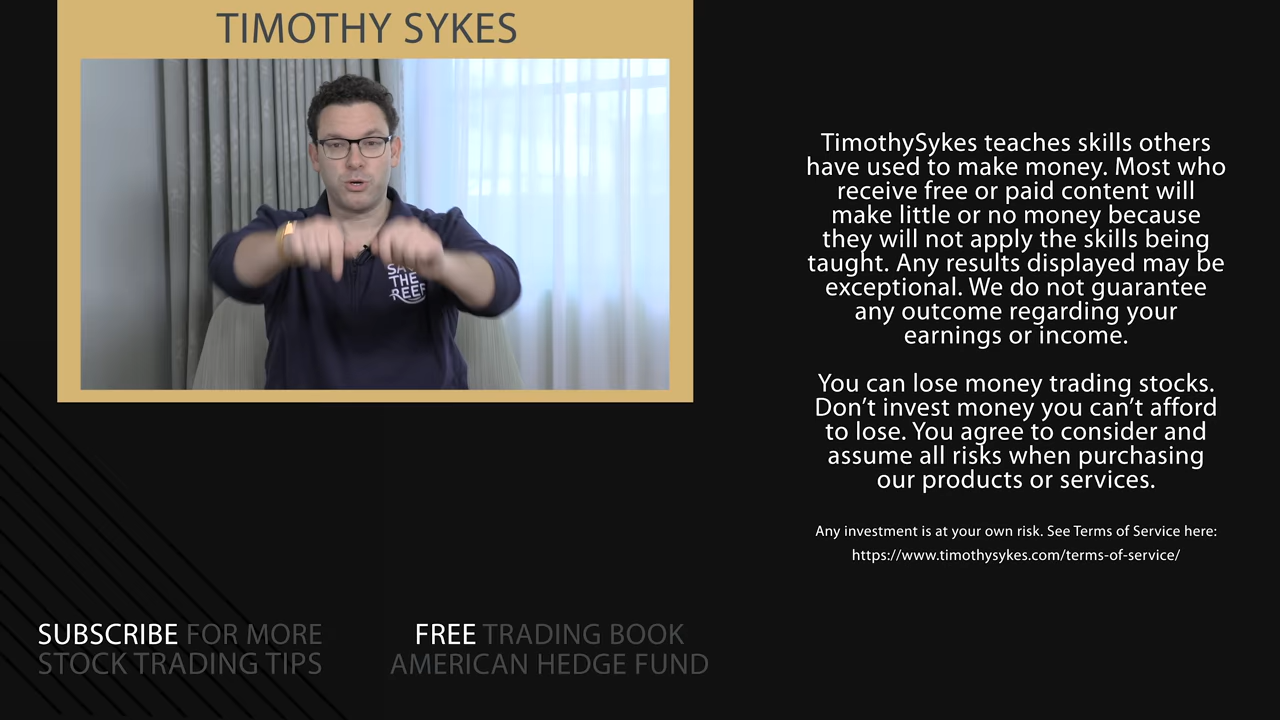 TIMOTHY SYKES
SAVE
THE
REEF
TimothySykes teaches skills others
have used to make money. Most who
receive free or paid content will
make little or no money because
they will not apply the skills being
taught. Any results displayed may be
exceptional. We do not guarantee
any outcome regarding your
earnings or income.
You can lose money trading stocks.
Don’t invest money you can’t afford
to lose. You agree to consider and
assume all risks when purchasing
our products or services.
Any investment is at your own risk. See Terms of Service here:
https://www.timothysykes.com/terms-of-service/
SUBSCRIBE FOR MORE
STOCK TRADING TIPS
FREE TRADING BOOK
AMERICAN HEDGE FUND